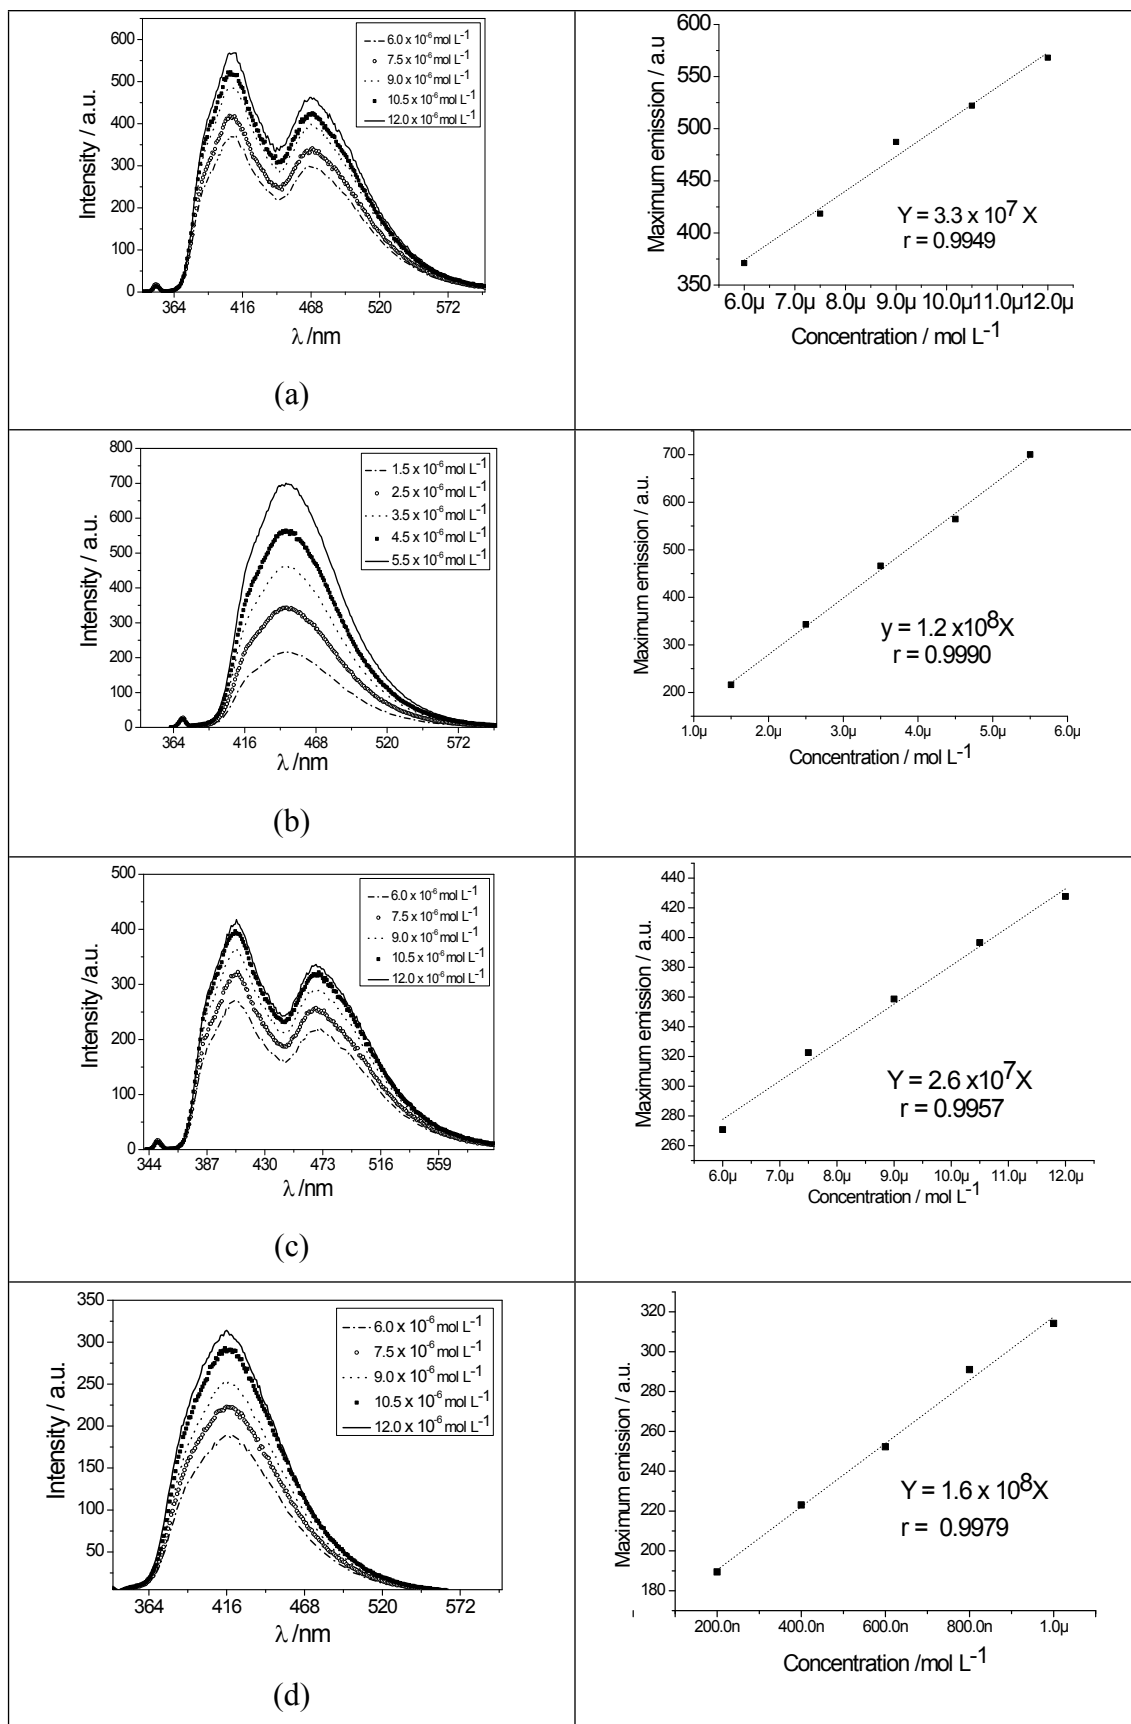 600
500
400
300
200
100
0
Intensity / a.u.
6.0 x 10⁻⁶ mol L⁻¹
7.5 x 10⁻⁶ mol L⁻¹
9.0 x 10⁻⁶ mol L⁻¹
10.5 x 10⁻⁶ mol L⁻¹
12.0 x 10⁻⁶ mol L⁻¹
364 416 468 520 572
λ /nm
(a)
600
550
500
450
400
350
Maximum emission / a.u
Y = 3.3 x 10⁷ X
r = 0.9949
6.0µ 7.0µ 8.0µ 9.0µ 10.0µ 11.0µ 12.0µ
Concentration / mol L⁻¹
800
700
600
500
400
300
200
100
0
Intensity / a.u.
1.5 x 10⁻⁶ mol L⁻¹
2.5 x 10⁻⁶ mol L⁻¹
3.5 x 10⁻⁶ mol L⁻¹
4.5 x 10⁻⁶ mol L⁻¹
5.5 x 10⁻⁶ mol L⁻¹
364 416 468 520 572
λ /nm
(b)
700
600
500
400
300
200
Maximum emission / a.u.
y = 1.2 x10⁸X
r = 0.9990
1.0µ 2.0µ 3.0µ 4.0µ 5.0µ 6.0µ
Concentration / mol L⁻¹
500
400
300
200
100
0
Intensity /a.u.
6.0 x 10⁻⁶ mol L⁻¹
7.5 x 10⁻⁶ mol L⁻¹
9.0 x 10⁻⁶ mol L⁻¹
10.5 x 10⁻⁶ mol L⁻¹
12.0 x 10⁻⁶ mol L⁻¹
344 387 430 473 516 559
λ /nm
(c)
440
420
400
380
360
340
320
300
280
260
Maximum emission / a.u.
Y = 2.6 x10⁷X
r = 0.9957
6.0µ 7.0µ 8.0µ 9.0µ 10.0µ 11.0µ 12.0µ
Concentration / mol L⁻¹
350
300
250
200
150
100
50
Intensity / a.u.
6.0 x 10⁻⁶ mol L⁻¹
7.5 x 10⁻⁶ mol L⁻¹
9.0 x 10⁻⁶ mol L⁻¹
10.5 x 10⁻⁶ mol L⁻¹
12.0 x 10⁻⁶ mol L⁻¹
364 416 468 520 572
λ /nm
(d)
320
300
280
260
240
220
200
180
Maximum emission / a.u.
Y = 1.6 x 10⁸X
r = 0.9979
200.0n 400.0n 600.0n 800.0n 1.0µ
Concentration /mol L⁻¹